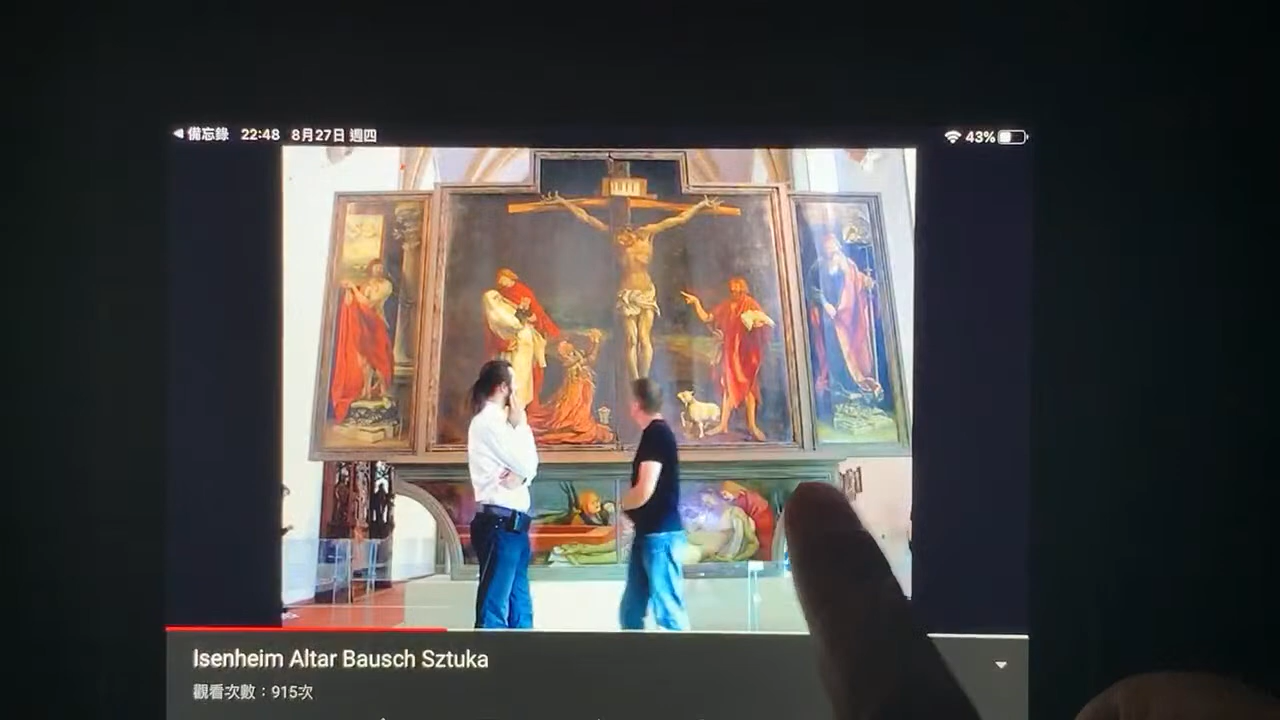 ◀ 備忘錄 22:48 8月27日 週四 43%
INRI
Isenheim Altar Bausch Sztuka
觀看次數：915次